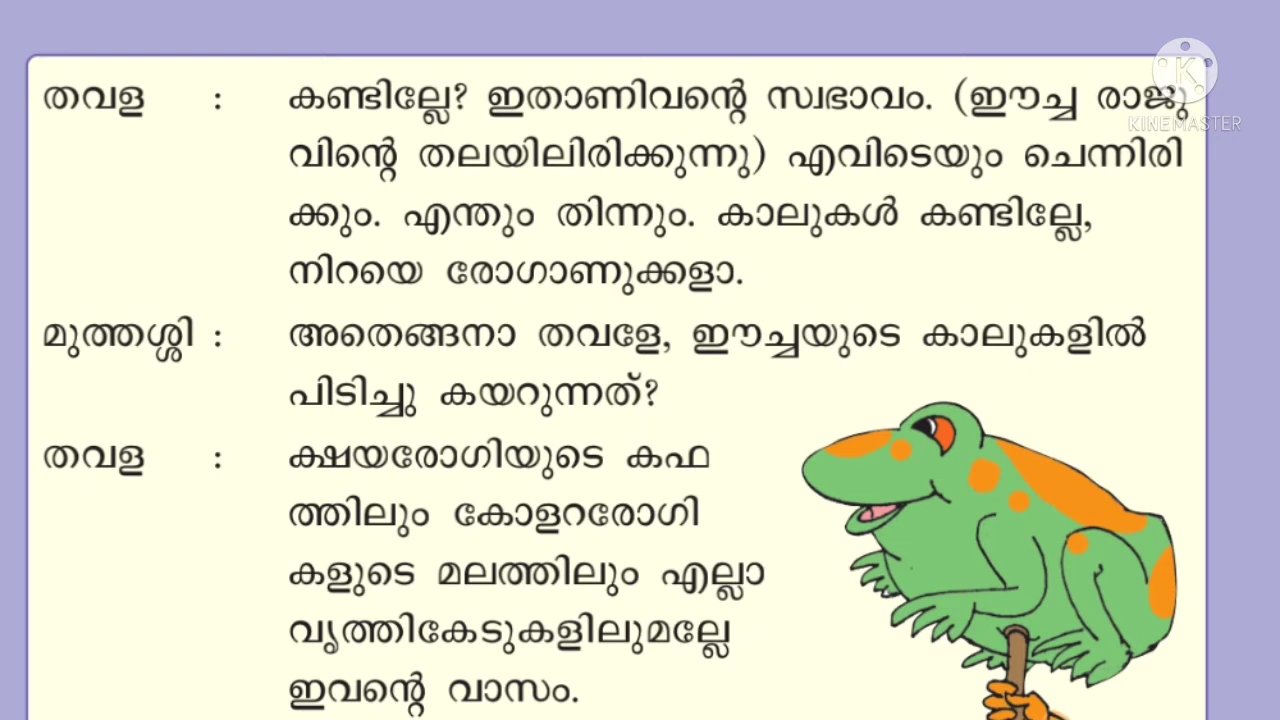 തവള : കണ്ടില്ലേ? ഇതാണിവന്റെ സ്വഭാവം. (ഈച്ച രാജു
വിന്റെ തലയിലിരിക്കുന്നു) എവിടെയും ചെന്നിരി
ക്കും. എന്തും തിന്നും. കാലുകൾ കണ്ടില്ലേ,
നിറയെ രോഗാണുക്കളാ.
മുത്തശ്ശി : അതെങ്ങനാ തവളേ, ഈച്ചയുടെ കാലുകളിൽ
പിടിച്ചു കയറുന്നത്?
തവള : ക്ഷയരോഗിയുടെ കഫ
ത്തിലും കോളറരോഗി
കളുടെ മലത്തിലും എല്ലാ
വൃത്തികേടുകളിലുമല്ലേ
ഇവന്റെ വാസം.
K
KINEMASTER